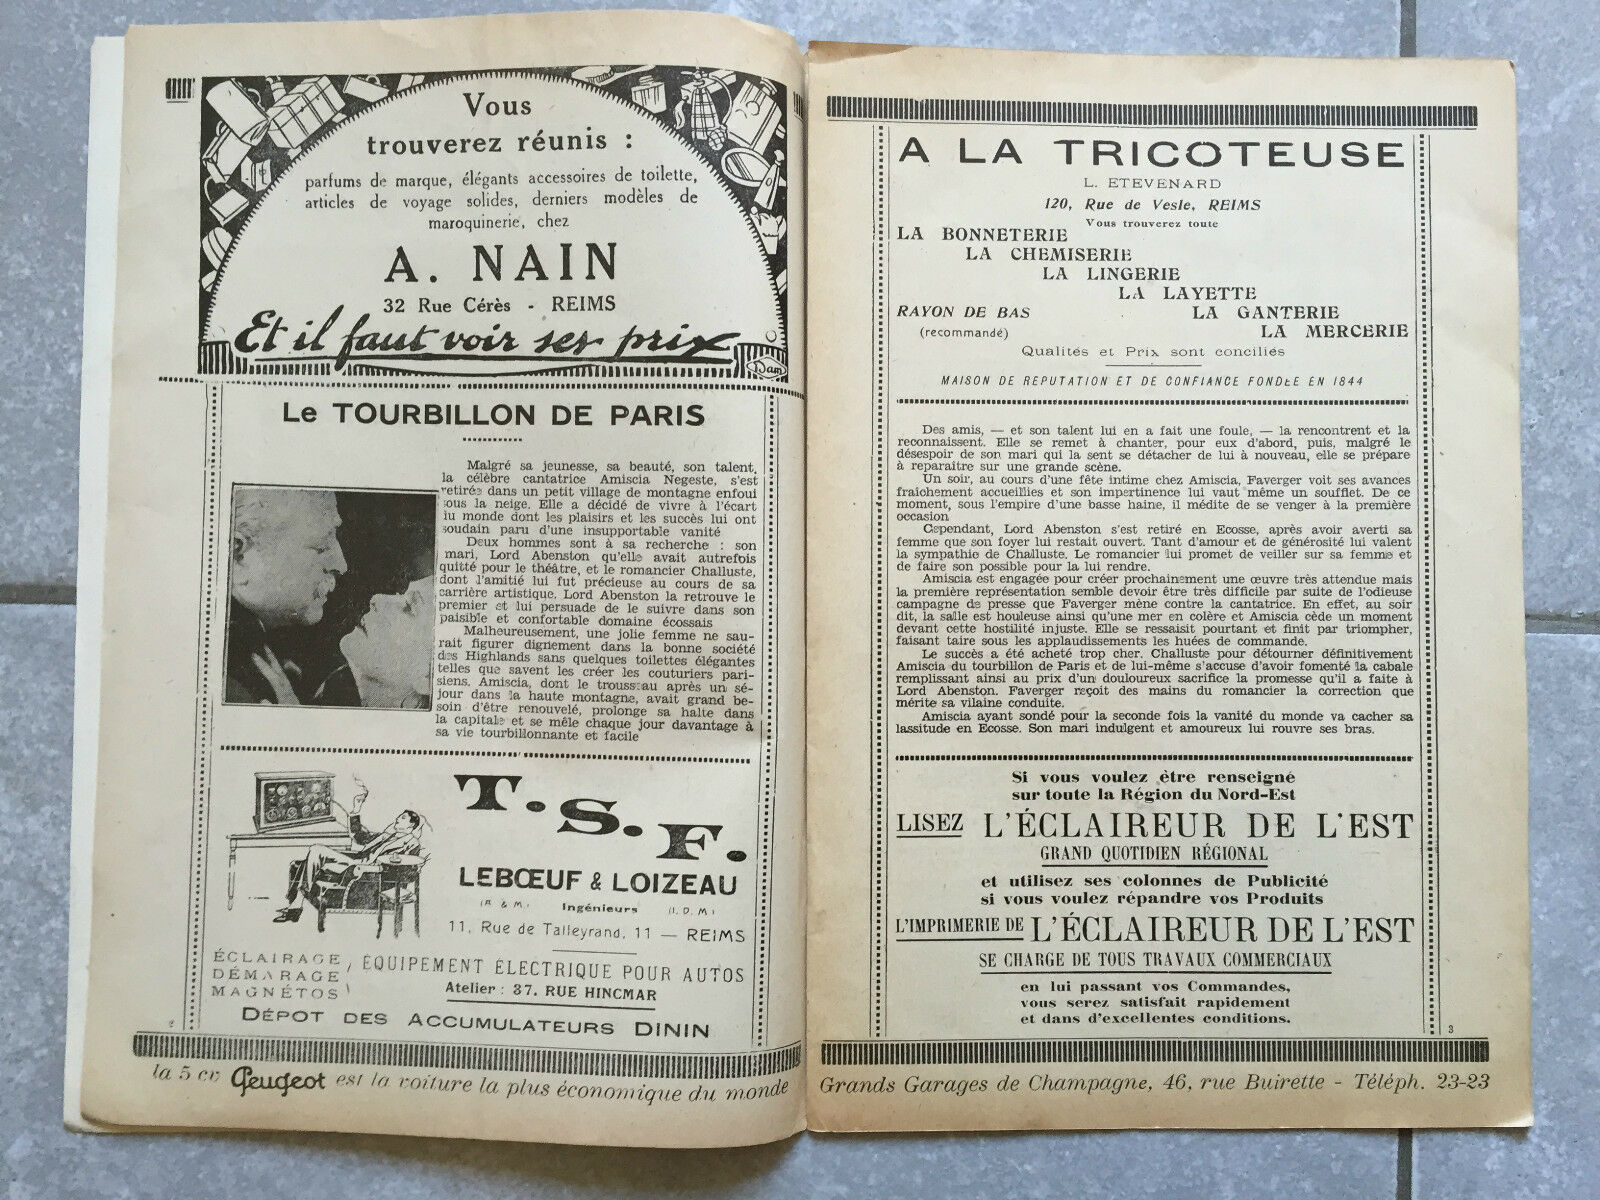 Vous
trouverez réunis :
parfums de marque, élégants accessoires de toilette,
articles de voyage solides, derniers modèles de
maroquinerie, chez
A. NAIN
32 Rue Cérès - REIMS
Et il faut voir ses prix
Dam
Le TOURBILLON DE PARIS
Malgré sa jeunesse, sa beauté, son talent,
la célèbre cantatrice Amiscia Negeste, s'est
retirée dans un petit village de montagne enfoui
sous la neige. Elle a décidé de vivre à l'écart
iu monde dont les plaisirs et les succès lui ont
soudain paru d'une insupportable vanité
Deux hommes sont à sa recherche : son
mari, Lord Abenston qu'elle avait autrefois
quitté pour le théâtre, et le romancier Challuste,
dont l'amitié lui fut précieuse au cours de sa
carrière artistique. Lord Abenston la retrouve le
premier et lui persuade de le suivre dans son
paisible et confortable domaine écossais
Malheureusement, une jolie femme ne sau-
rait figurer dignement dans la bonne société
des Highlands sans quelques toilettes élégantes
telles que savent les créer les couturiers pari-
siens. Amiscia, dont le trousseau après un sé-
jour dans la haute montagne, avait grand be-
soin d'être renouvelé, prolonge sa halte dans
la capitale et se mêle chaque jour davantage à
sa vie tourbillonnante et facile
T. S. F.
LEBŒUF & LOIZEAU
(A & M) Ingénieurs (I. D. M)
11, Rue de Talleyrand, 11 — REIMS
ÉCLAIRAGE
DÉMARAGE
MAGNÉTOS
EQUIPEMENT ÉLECTRIQUE POUR AUTOS
Atelier : 37, RUE HINCMAR
DÉPOT DES ACCUMULATEURS DININ
2
la 5 cv Peugeot est la voiture la plus économique du monde
A LA TRICOTEUSE
L. ETEVENARD
120, Rue de Vesle, REIMS
Vous trouverez toute
LA BONNETERIE
LA CHEMISERIE
LA LINGERIE
LA LAYETTE
RAYON DE BAS LA GANTERIE
(recommandé) LA MERCERIE
Qualités et Prix sont conciliés
MAISON DE REPUTATION ET DE CONFIANCE FONDEE EN 1844
Des amis, — et son talent lui en a fait une foule, — la rencontrent et la
reconnaissent. Elle se remet à chanter, pour eux d'abord, puis, malgré le
désespoir de son mari qui la sent se détacher de lui à nouveau, elle se prépare
à reparaitre sur une grande scène.
Un soir, au cours d'une fête intime chez Amiscia, Faverger voit ses avances
fraichement accueillies et son impertinence lui vaut même un soufflet. De ce
moment, sous l'empire d'une basse haine, il médite de se venger à la première
occasion
Cependant, Lord Abenston s'est retiré en Ecosse, après avoir averti sa
femme que son foyer lui restait ouvert. Tant d'amour et de générosité lui valent
la sympathie de Challuste. Le romancier lui promet de veiller sur sa femme et
de faire son possible pour la lui rendre.
Amiscia est engagée pour créer prochainement une œuvre très attendue mais
la première représentation semble devoir être très difficile par suite de l'odieuse
campagne de presse que Faverger mène contre la cantatrice. En effet, au soir
dit, la salle est houleuse ainsi qu'une mer en colère et Amiscia cède un moment
devant cette hostilité injuste. Elle se ressaisit pourtant et finit par triompher,
faisant taire sous les applaudissements les huées de commande.
Le succès a été acheté trop cher. Challuste pour détourner définitivement
Amiscia du tourbillon de Paris et de lui-même s'accuse d'avoir fomenté la cabale
remplissant ainsi au prix d'un douloureux sacrifice la promesse qu'il a faite à
Lord Abenston. Faverger reçoit des mains du romancier la correction que
mérite sa vilaine conduite.
Amiscia ayant sondé pour la seconde fois la vanité du monde va cacher sa
lassitude en Ecosse. Son mari indulgent et amoureux lui rouvre ses bras.
Si vous voulez être renseigné
sur toute la Région du Nord-Est
LISEZ L'ÉCLAIREUR DE L'EST
GRAND QUOTIDIEN RÉGIONAL
et utilisez ses colonnes de Publicité
si vous voulez répandre vos Produits
L'IMPRIMERIE DE L'ÉCLAIREUR DE L'EST
SE CHARGE DE TOUS TRAVAUX COMMERCIAUX
en lui passant vos Commandes,
vous serez satisfait rapidement
et dans d'excellentes conditions.
3
Grands Garages de Champagne, 46, rue Buirette - Téléph. 23-23